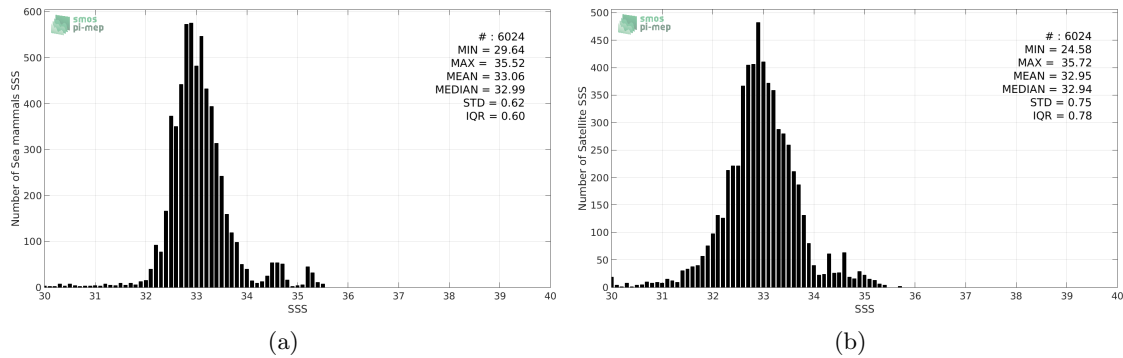 smos
pi-mep
# : 6024
MIN = 29.64
MAX = 35.52
MEAN = 33.06
MEDIAN = 32.99
STD = 0.62
IQR = 0.60
Number of Sea mammals SSS
600
500
400
300
200
100
0
30 31 32 33 34 35 36 37 38 39 40
SSS
(a)
smos
pi-mep
# : 6024
MIN = 24.58
MAX = 35.72
MEAN = 32.95
MEDIAN = 32.94
STD = 0.75
IQR = 0.78
Number of Satellite SSS
500
450
400
350
300
250
200
150
100
50
0
30 31 32 33 34 35 36 37 38 39 40
SSS
(b)